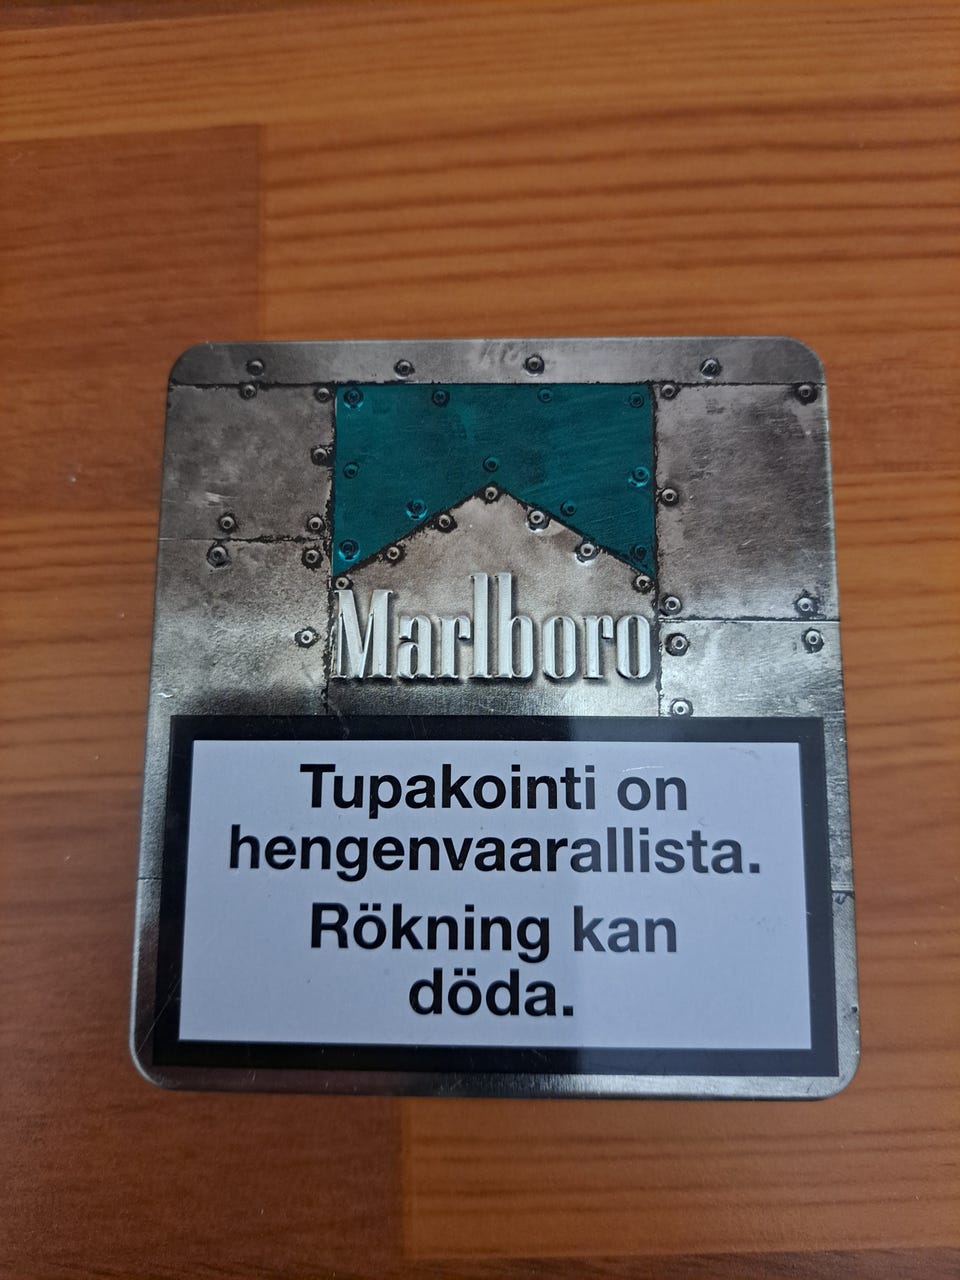 Marlboro
Tupakointi on
hengenvaarallista.
Rökning kan
döda.